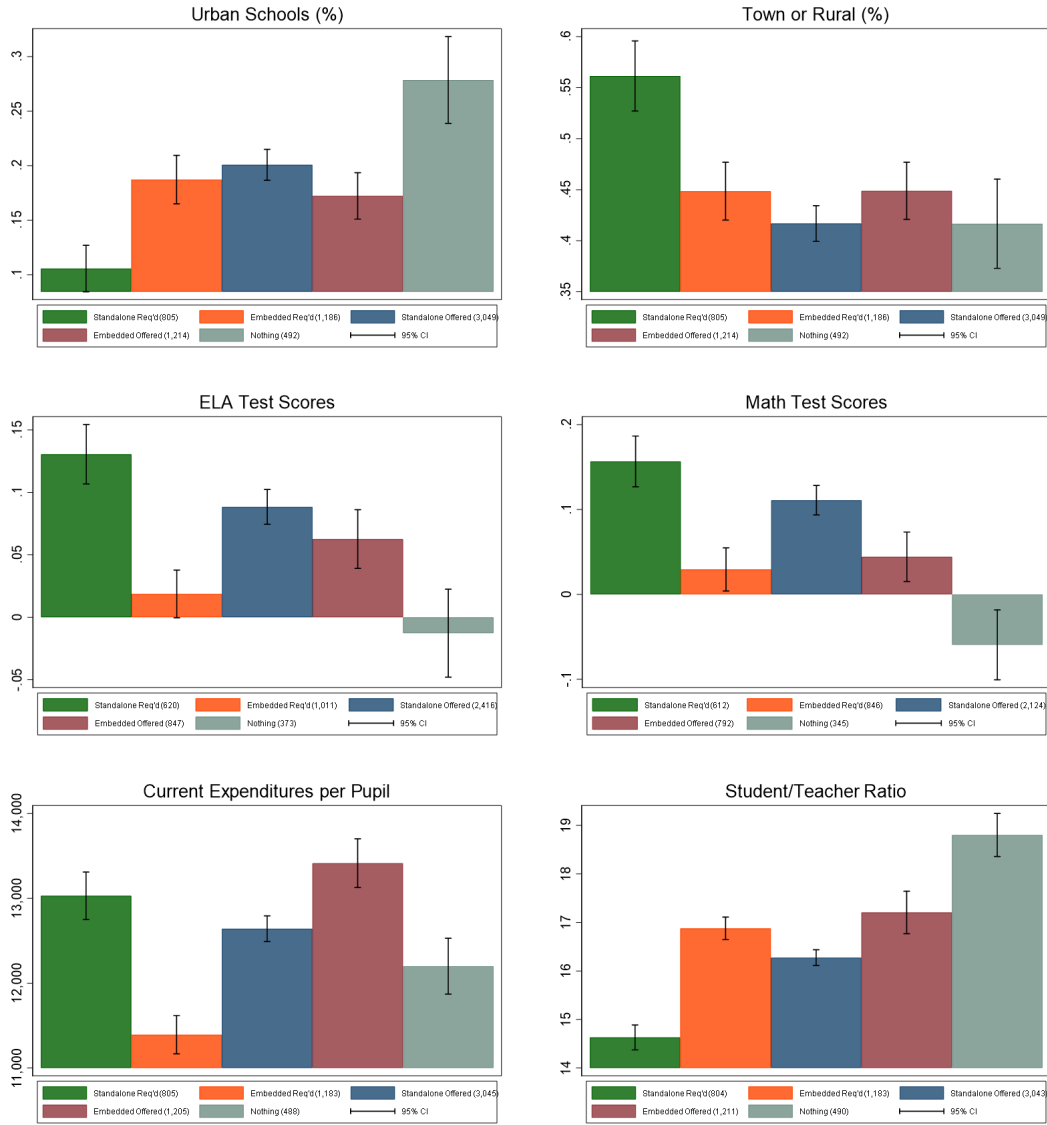 Urban Schools (%)
.3
.25
.2
.15
.1
Standalone Req'd(805)
Embedded Req'd(1,186)
Standalone Offered(3,049)
Embedded Offered (1,214)
Nothing (492)
95% CI
Town or Rural (%)
.6
.55
.5
.45
.4
.35
Standalone Req'd(805)
Embedded Req'd(1,186)
Standalone Offered(3,049)
Embedded Offered (1,214)
Nothing (492)
95% CI
ELA Test Scores
.15
.1
.05
0
-.05
Standalone Req'd(620)
Embedded Req'd(1,011)
Standalone Offered(2,416)
Embedded Offered (847)
Nothing (373)
95% CI
Math Test Scores
.2
.1
0
-.1
Standalone Req'd(612)
Embedded Req'd(846)
Standalone Offered(2,124)
Embedded Offered (792)
Nothing (345)
95% CI
Current Expenditures per Pupil
14,000
13,000
12,000
11,000
Standalone Req'd(805)
Embedded Req'd(1,183)
Standalone Offered (3,045)
Embedded Offered(1,205)
Nothing (488)
95% CI
Student/Teacher Ratio
19
18
17
16
15
14
Standalone Req'd (804)
Embedded Req'd(1,183)
Standalone Offered (3,043)
Embedded Offered(1,211)
Nothing (490)
95% CI